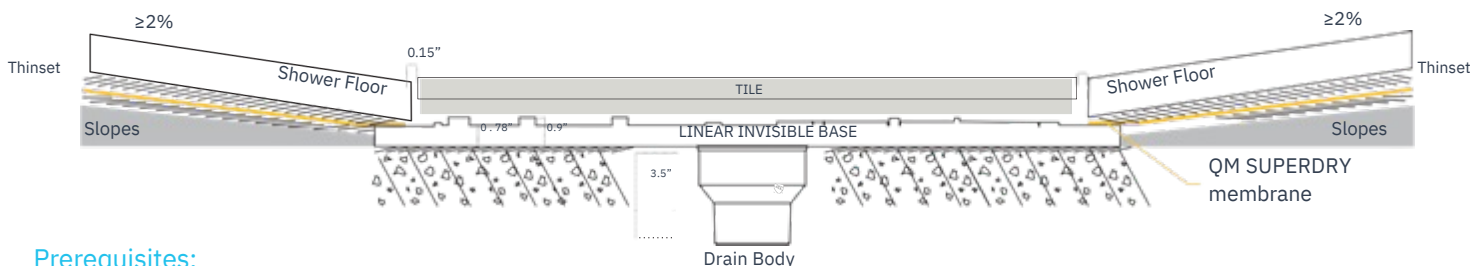 ≥2%
≥2%
0.15”
Thinset
Shower Floor
Shower Floor
Thinset
TILE
Slopes
0.78”
0.9”
LINEAR INVISIBLE BASE
Slopes
3.5”
QM SUPERDRY
membrane
Drain Body
Prerequisites: